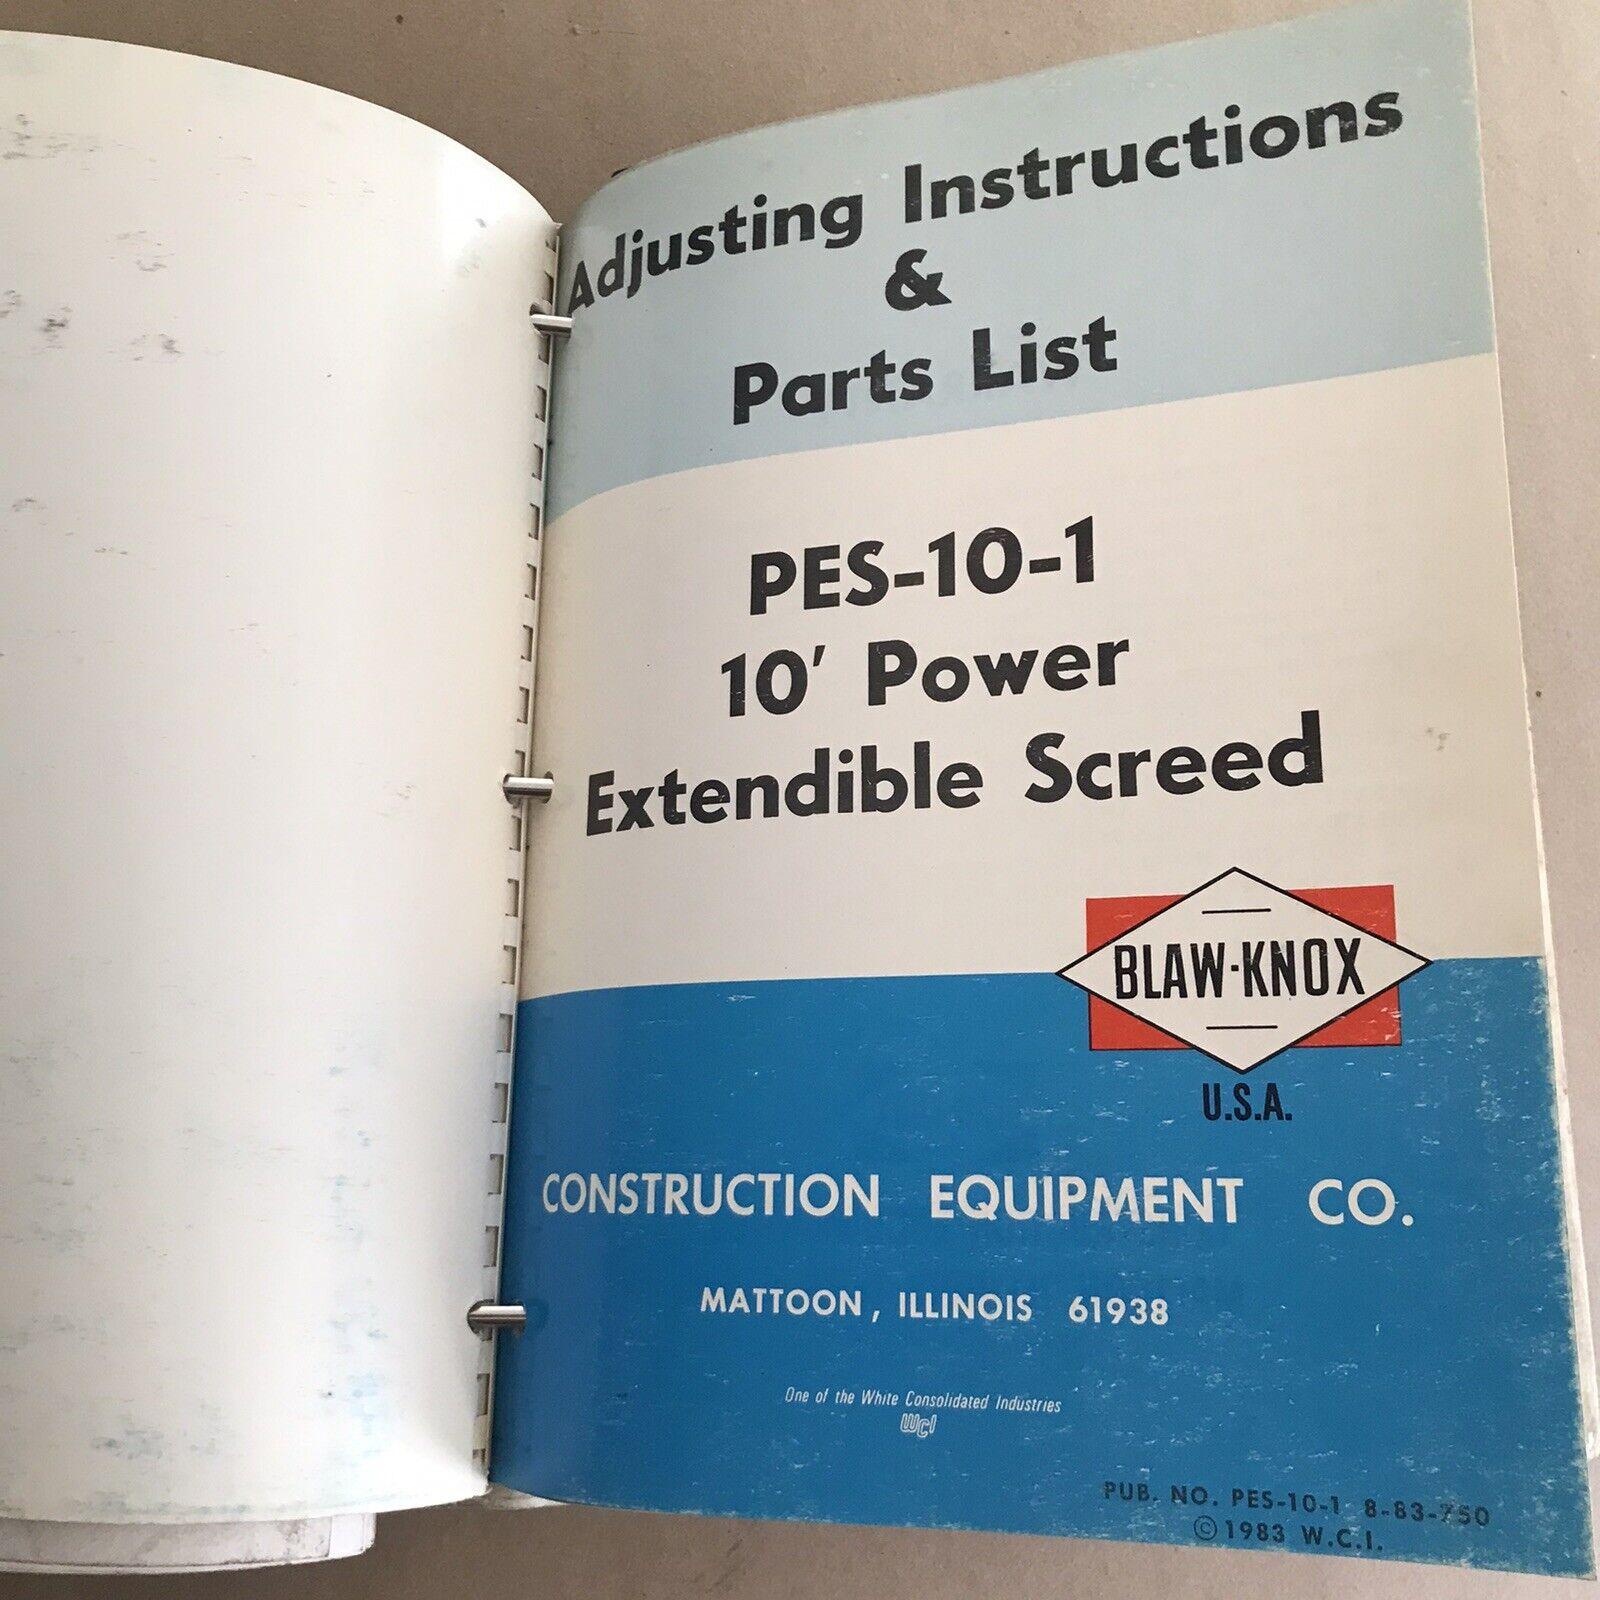 Adjusting Instructions
&
Parts List
PES-10-1
10' Power
Extendible Screed
BLAW-KNOX
U.S.A.
CONSTRUCTION EQUIPMENT CO.
MATTOON, ILLINOIS 61938
One of the White Consolidated Industries
WCI
PUB. NO. PES-10-1 8-83-750
© 1983 W.C.I.